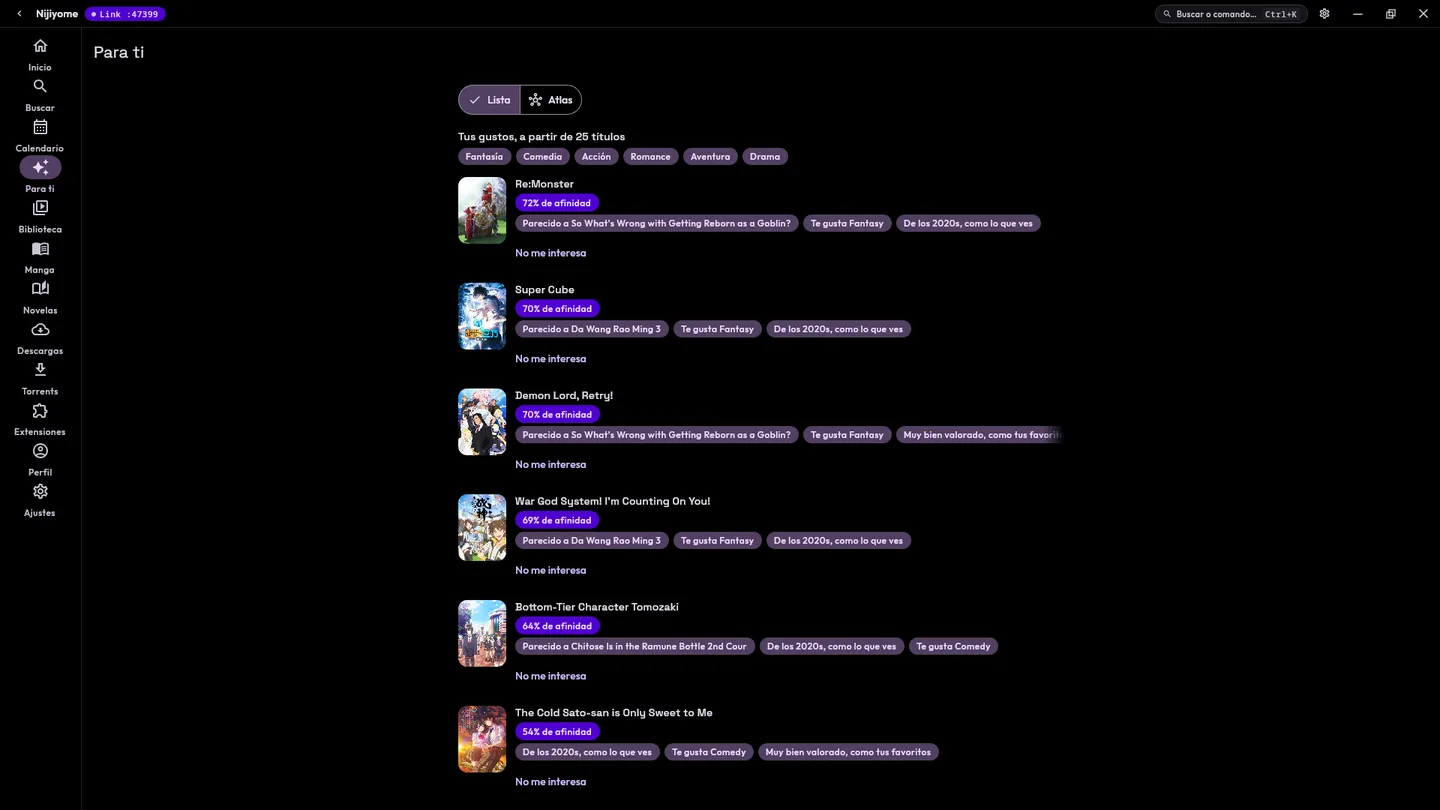 Nijiyome
Link :47399
Buscar o comando... Ctrl+K
Inicio
Buscar
Calendario
Para ti
Biblioteca
Manga
Novelas
Descargas
Torrents
Extensiones
Perfil
Ajustes
Para ti
Lista
Atlas
Tus gustos, a partir de 25 títulos
Fantasía Comedia Acción Romance Aventura Drama
Re:Monster
72% de afinidad
Parecido a So What's Wrong with Getting Reborn as a Goblin? Te gusta Fantasy De los 2020s, como lo que ves
No me interesa
Super Cube
70% de afinidad
Parecido a Da Wang Rao Ming 3 Te gusta Fantasy De los 2020s, como lo que ves
No me interesa
Demon Lord, Retry!
70% de afinidad
Parecido a So What's Wrong with Getting Reborn as a Goblin? Te gusta Fantasy Muy bien valorado, como tus favorit
No me interesa
War God System! I'm Counting On You!
69% de afinidad
Parecido a Da Wang Rao Ming 3 Te gusta Fantasy De los 2020s, como lo que ves
No me interesa
Bottom-Tier Character Tomozaki
64% de afinidad
Parecido a Chitose Is in the Ramune Bottle 2nd Cour De los 2020s, como lo que ves Te gusta Comedy
No me interesa
The Cold Sato-san is Only Sweet to Me
54% de afinidad
De los 2020s, como lo que ves Te gusta Comedy Muy bien valorado, como tus favoritos
No me interesa